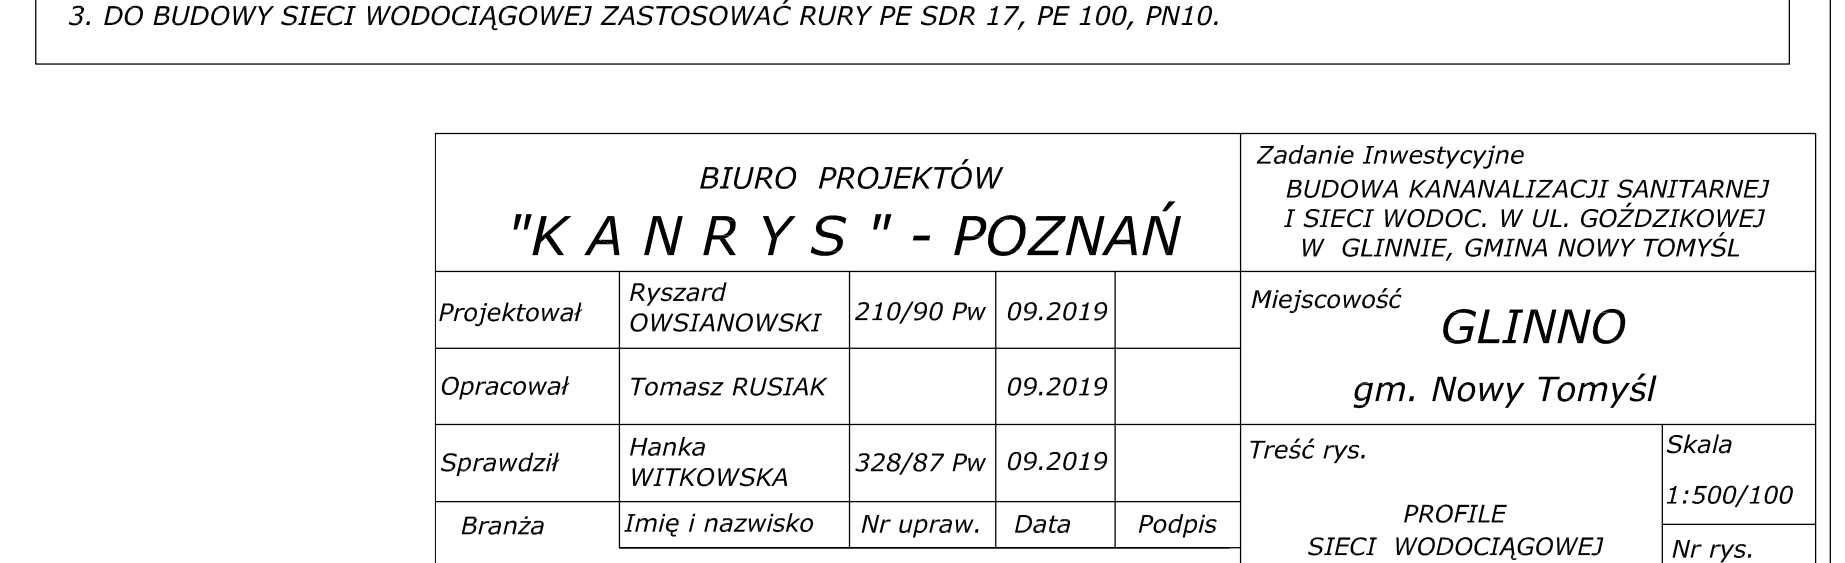 3. DO BUDOWY SIECI WODOCIĄGOWEJ ZASTOSOWAĆ RURY PE SDR 17, PE 100, PN10.
BIURO PROJEKTÓW
"K A N R Y S " - POZNAŃ
Zadanie Inwestycyjne
BUDOWA KANANALIZACJI SANITARNEJ
I SIECI WODOC. W UL. GOŹDZIKOWEJ
W GLINNIE, GMINA NOWY TOMYŚL
Projektował
Ryszard
OWSIANOWSKI
210/90 Pw
09.2019
Opracował
Tomasz RUSIAK
09.2019
Sprawdził
Hanka
WITKOWSKA
328/87 Pw
09.2019
Branża
Imię i nazwisko
Nr upraw.
Data
Podpis
Miejscowość
GLINNO
gm. Nowy Tomyśl
Treść rys.
PROFILE
SIECI WODOCIĄGOWEJ
Skala
1:500/100
Nr rys.